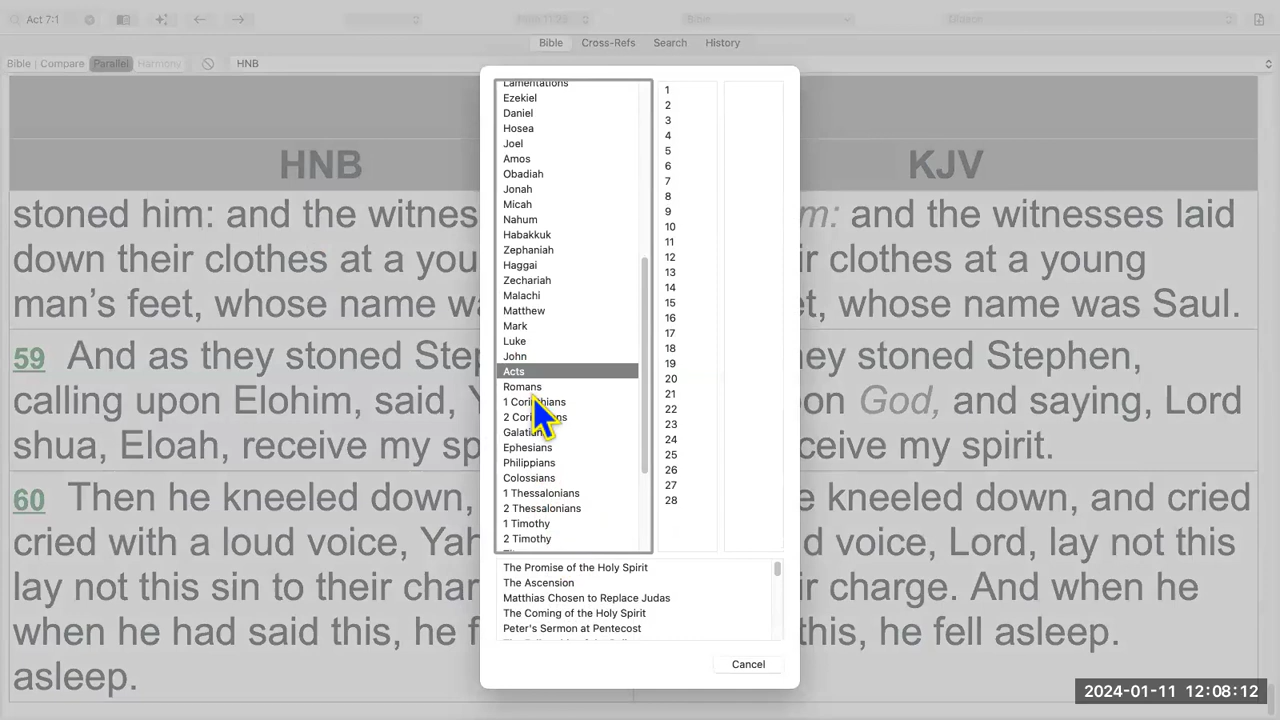 Act 7:1
Bible
Bible Cross-Refs Search History
Bible Compare Parallel Harmony HNB
HNB
KJV
stoned him: and the witnes
down their clothes at a you
man's feet, whose name wa
59 And as they stoned Ste
calling upon Elohim, said, Y
shua, Eloah, receive my sp
60 Then he kneeled down,
cried with a loud voice, Yah
lay not this sin to their char
when he had said this, he f
asleep.
m: and the witnesses laid
ir clothes at a young
et, whose name was Saul.
hey stoned Stephen,
on God, and saying, Lord
ceive my spirit.
e kneeled down, and cried
d voice, Lord, lay not this
ir charge. And when he
this, he fell asleep.
Lamentations
Ezekiel
Daniel
Hosea
Joel
Amos
Obadiah
Jonah
Micah
Nahum
Habakkuk
Zephaniah
Haggai
Zechariah
Malachi
Matthew
Mark
Luke
John
Acts
Romans
1 Corinthians
2 Corinthians
Galatians
Ephesians
Philippians
Colossians
1 Thessalonians
2 Thessalonians
1 Timothy
2 Timothy
1
2
3
4
5
6
7
8
9
10
11
12
13
14
15
16
17
18
19
20
21
22
23
24
25
26
27
28
The Promise of the Holy Spirit
The Ascension
Matthias Chosen to Replace Judas
The Coming of the Holy Spirit
Peter's Sermon at Pentecost
Cancel
2024-01-11 12:08:12